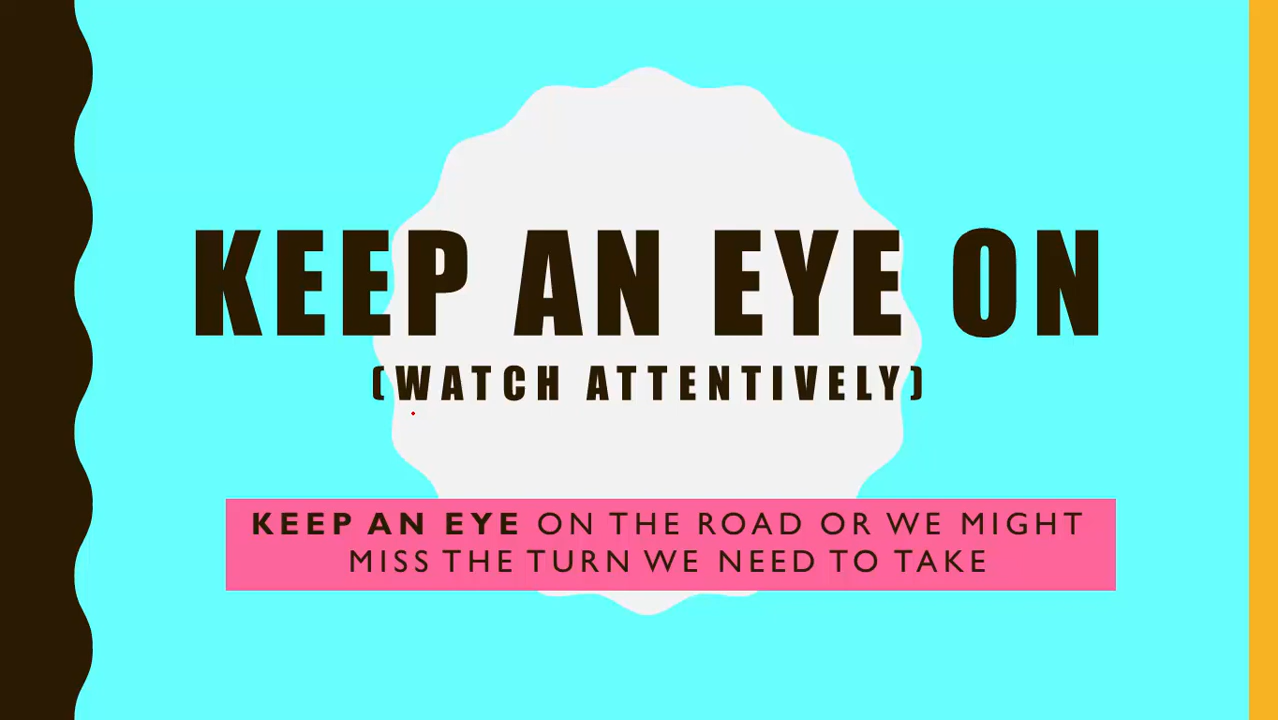 KEEP AN EYE ON
(WATCH ATTENTIVELY)
KEEP AN EYE ON THE ROAD OR WE MIGHT
MISS THE TURN WE NEED TO TAKE